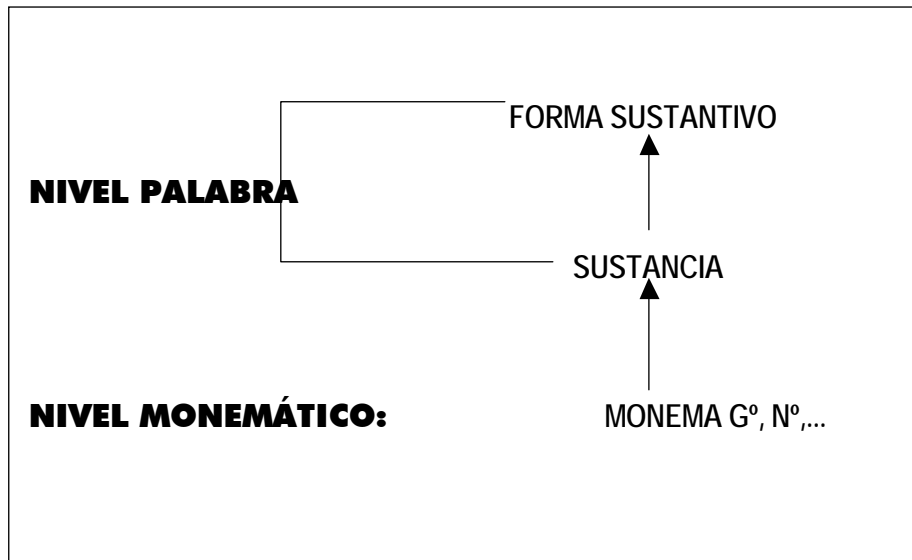 FORMA SUSTANTIVO
NIVEL PALABRA
SUSTANCIA
NIVEL MONEMÁTICO: MONEMA Gº, Nº,...